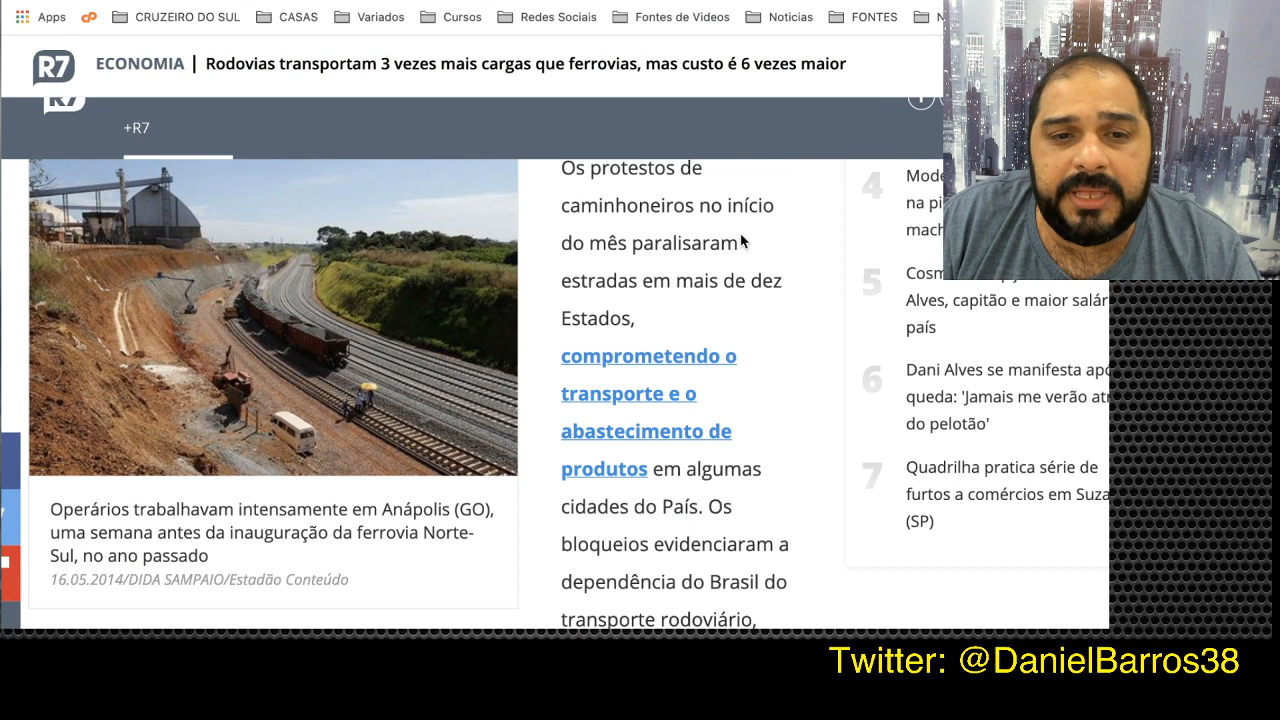 Apps
CRUZEIRO DO SUL
CASAS
Variados
Cursos
Redes Sociais
Fontes de Videos
Noticias
FONTES
R7 ECONOMIA | Rodovias transportam 3 vezes mais cargas que ferrovias, mas custo é 6 vezes maior
R7
+R7
Os protestos de
caminhoneiros no início
do mês paralisaram
estradas em mais de dez
Estados,
comprometendo o
transporte e o
abastecimento de
produtos em algumas
cidades do País. Os
bloqueios evidenciaram a
dependência do Brasil do
transporte rodoviário,
Operários trabalhavam intensamente em Anápolis (GO),
uma semana antes da inauguração da ferrovia Norte-
Sul, no ano passado
16.05.2014/DIDA SAMPAIO/Estadão Conteúdo
4
na
5
Alves, capitão e maior
país
6 Dani Alves se manifesta
queda: 'Jamais me verão
do pelotão'
7 Quadrilha pratica série de
furtos a comércios em
(SP)
Twitter: @DanielBarros38